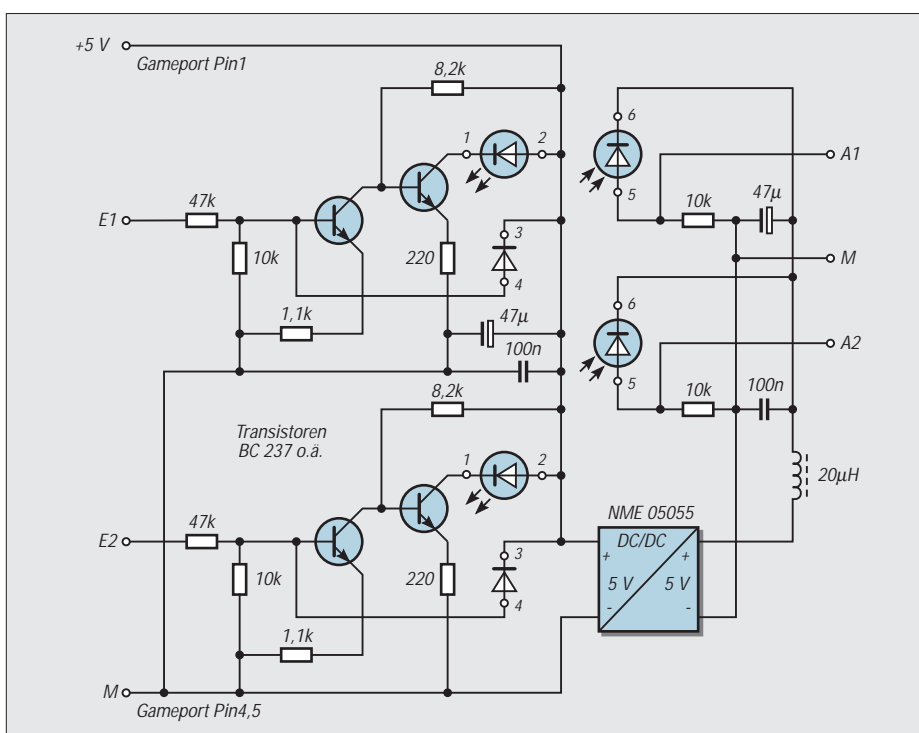 +5 V
Gameport Pin1
8,2k
1
2
6
5
A1
47k
E1
10k
47µ
10k
220
3
4
M
1,1k
47µ
100n
6
5
A2
8,2k
10k
100n
Transistoren
BC 237 o.ä.
1
2
20µH
NME 05055
47k
E2
DC/DC
+
+
10k
220
3
4
5 V
5 V
-
-
1,1k
M
Gameport Pin4,5